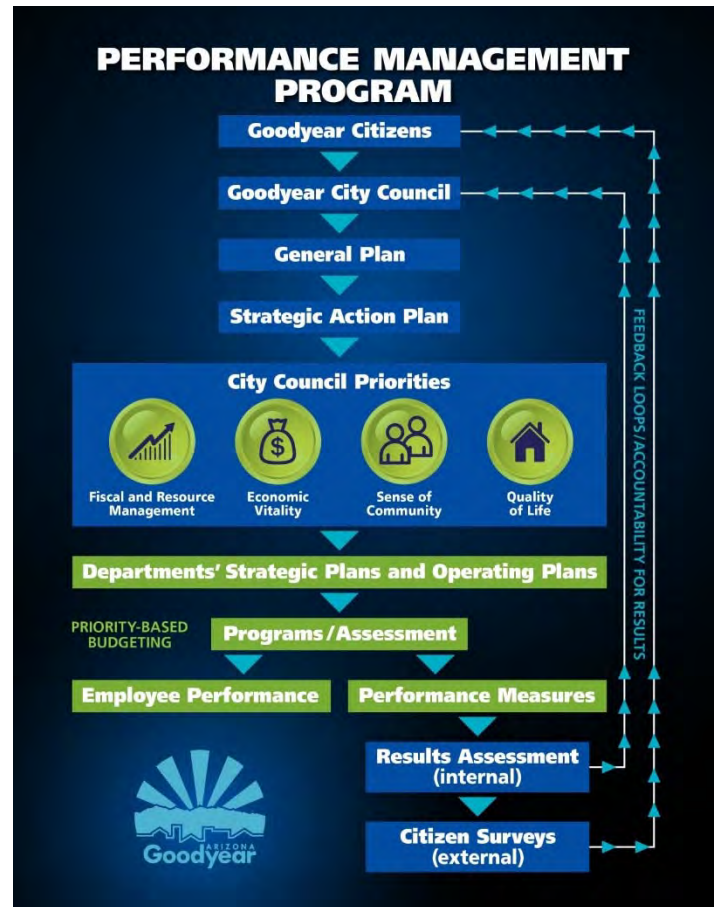 PERFORMANCE MANAGEMENT
PROGRAM
Goodyear Citizens
Goodyear City Council
General Plan
Strategic Action Plan
City Council Priorities
$
Fiscal and Resource
Management
Economic
Vitality
Sense of
Community
Quality
of Life
Departments' Strategic Plans and Operating Plans
PRIORITY-BASED
BUDGETING
Programs/Assessment
Employee Performance
Performance Measures
Results Assessment
(internal)
Citizen Surveys
(external)
FEEDBACK LOOPS/ACCOUNTABILITY FOR RESULTS
ARIZONA
Goodyear